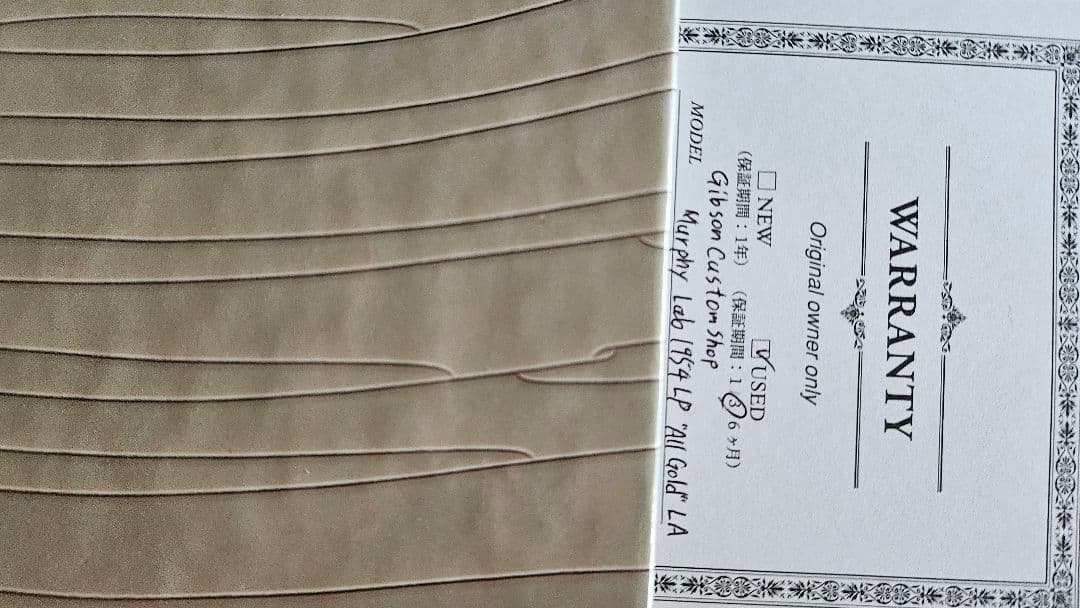 WARRANTY
Original owner only
□ NEW ☑ USED
(保証期間:1年) (保証期間:1 ③ 6 ヶ月)
Gibson Custom Shop
MODEL Murphy Lab 1954 LP "All Gold" LA